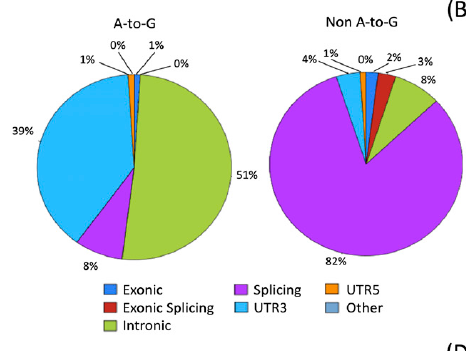 (B
A-to-G
Non A-to-G
0%
1%
1%
0%
39%
51%
8%
1%
0%
2%
4%
3%
8%
82%
Exonic
Splicing
UTR5
Exonic Splicing
UTR3
Other
Intronic
(D